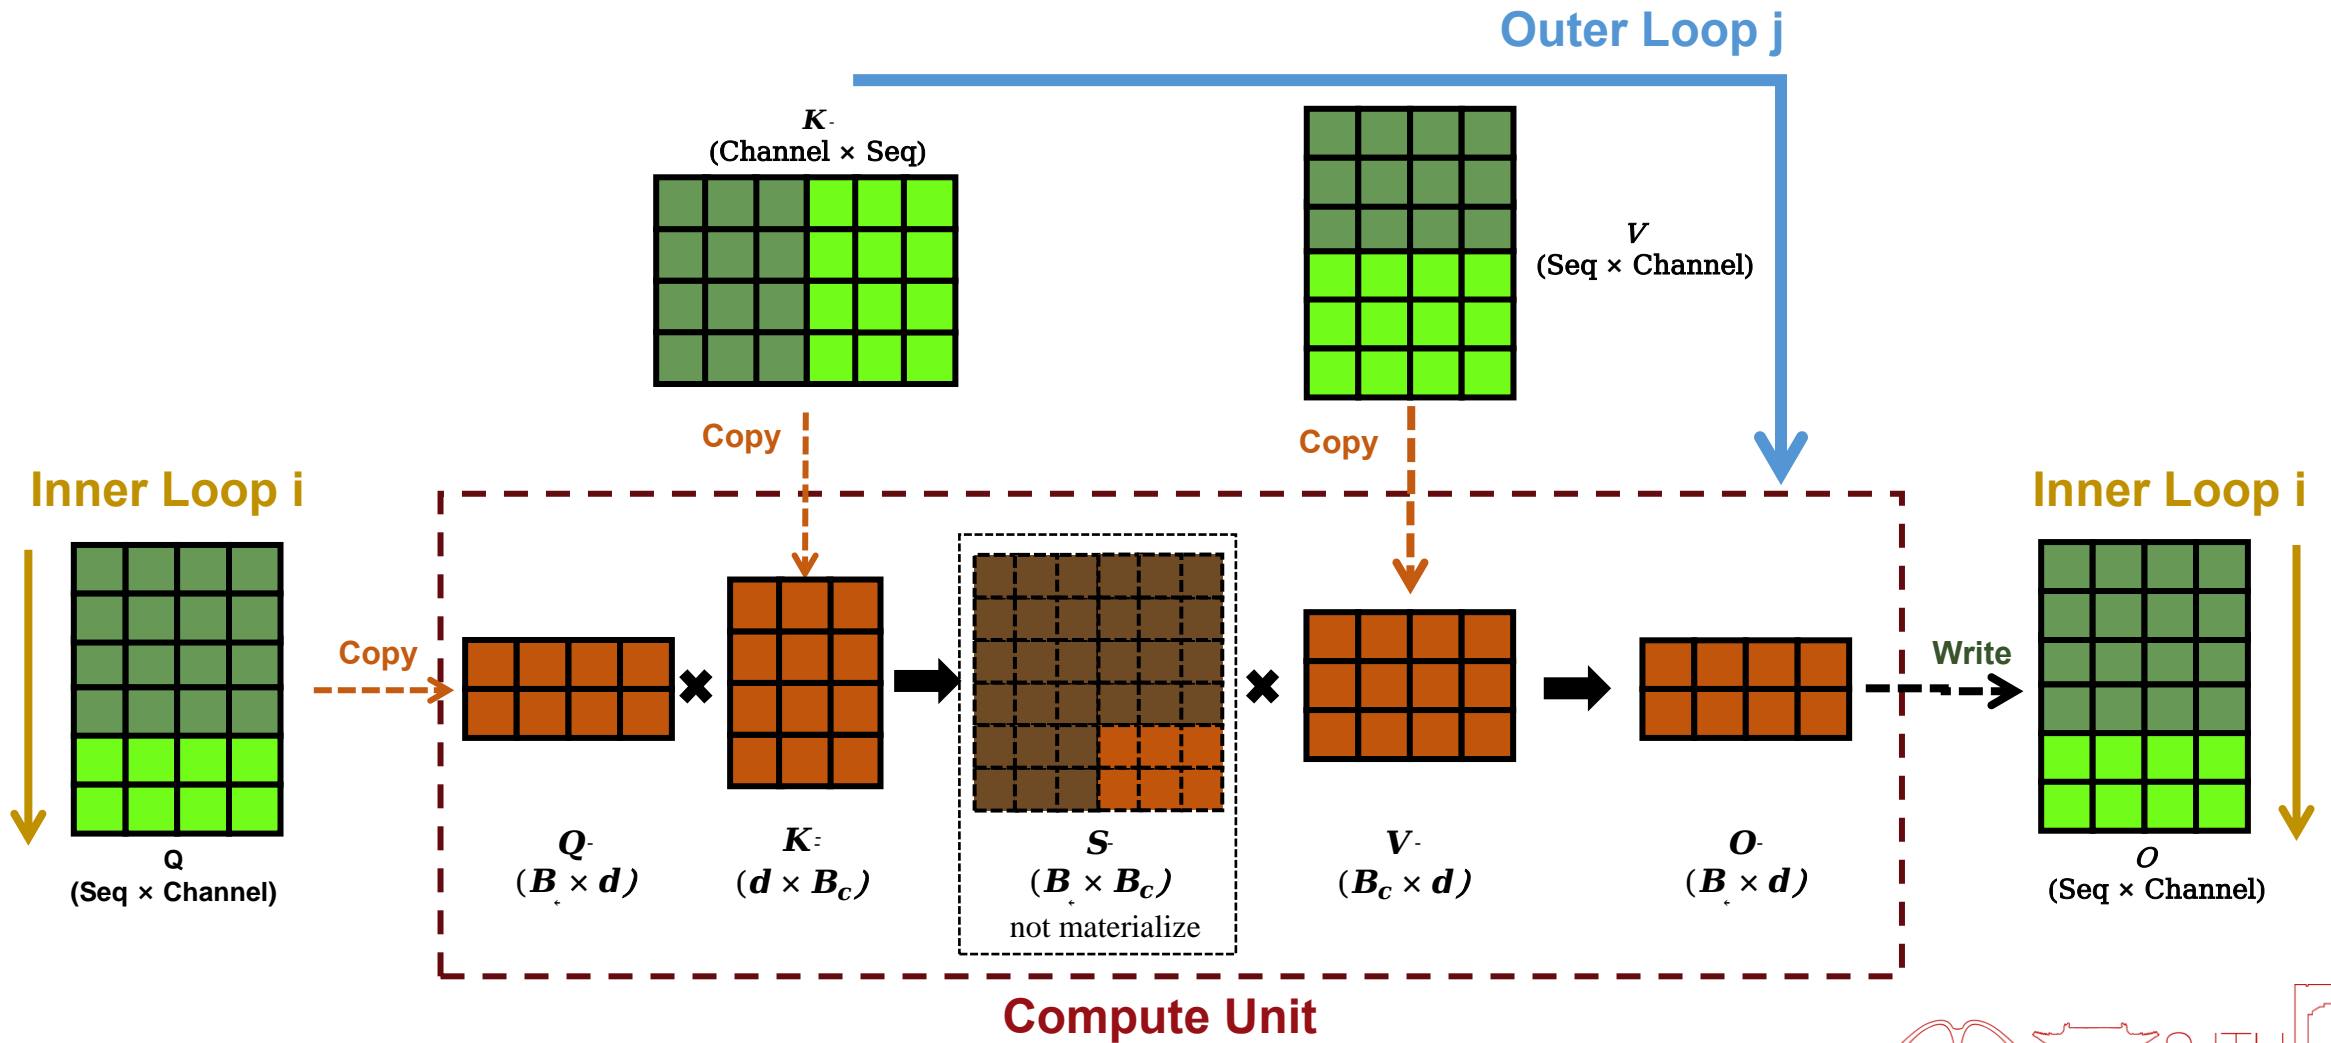 Outer Loop j
K
(Channel × Seq)
V
(Seq × Channel)
Copy
Copy
Inner Loop i
Inner Loop i
Copy
Write
Q
(Seq × Channel)
Q
(B × d)
K
(d × Bc)
S
(B × Bc)
not materialize
V
(Bc × d)
O
(B × d)
O
(Seq × Channel)
Compute Unit